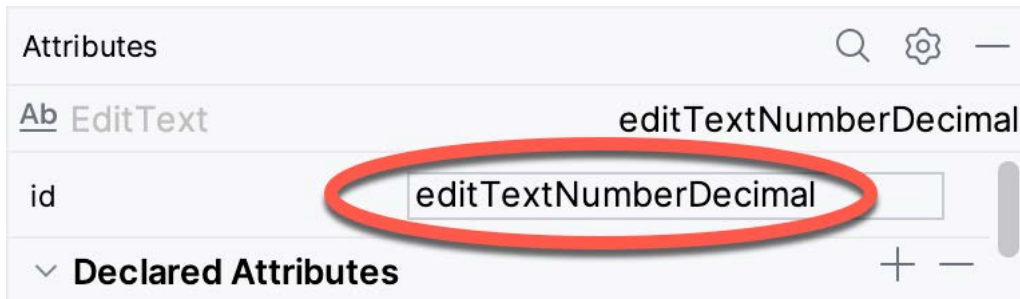 Attributes
Ab EditText editTextNumberDecimal
id editTextNumberDecimal
Declared Attributes